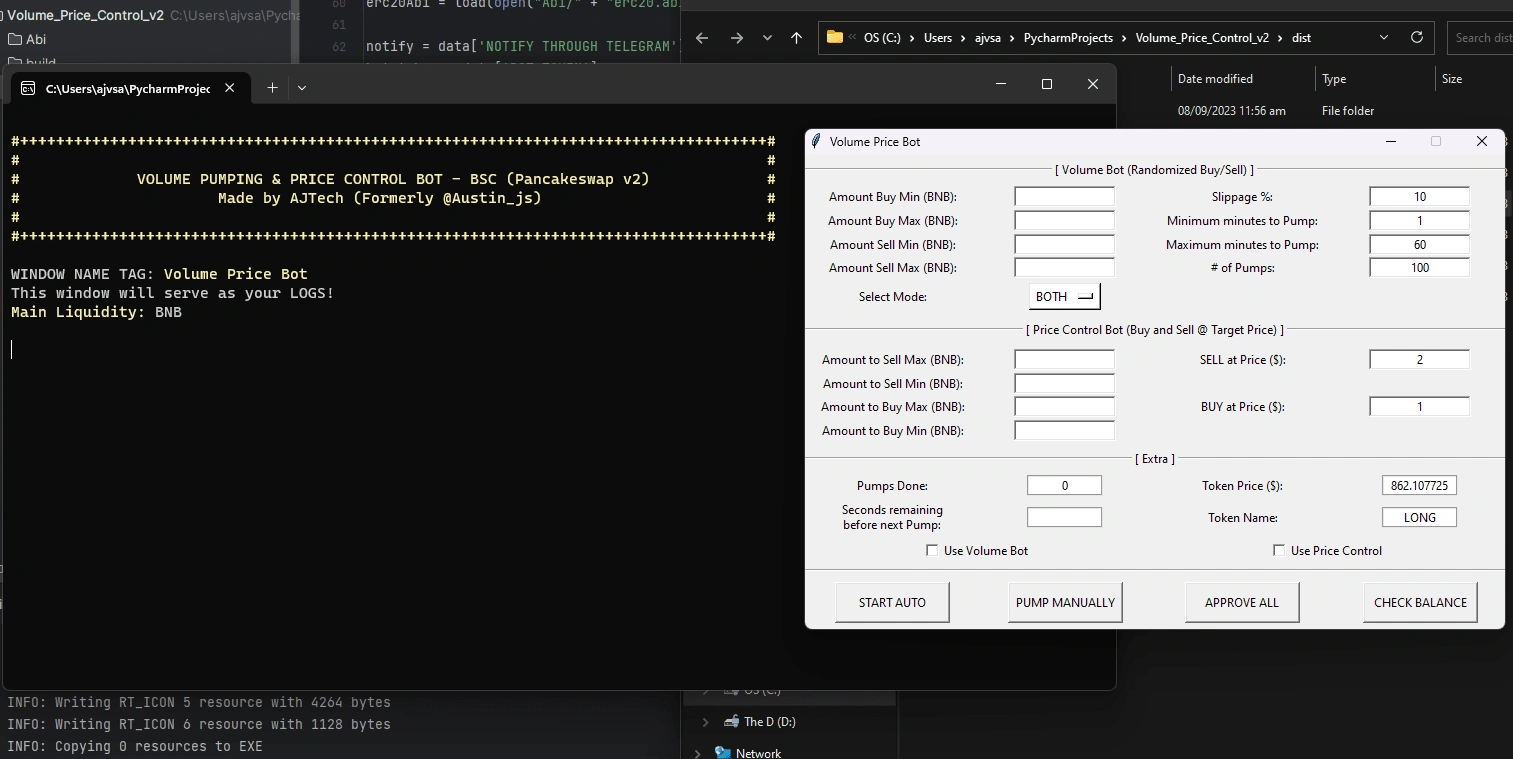 Volume_Price_Control_v2 C:\Users\ajvsa\Pycha
Abi
build
60 erc20Abi = load(open("Abi/" + "erc20.ab
61
62 notify = data['NOTIFY THROUGH TELEGRAM'
OS (C:) > Users > ajvsa > PycharmProjects > Volume_Price_Control_v2 > dist
Search dist
Date modified Type Size
08/09/2023 11:56 am File folder
C:\Users\ajvsa\PycharmProjec
#+++++++++++++++++++++++++++++++++++++++++++++++++++++++++++++++++++++++++++++++++++#
# #
# VOLUME PUMPING & PRICE CONTROL BOT - BSC (Pancakeswap v2) #
# Made by AJTech (Formerly @Austin_js) #
# #
#+++++++++++++++++++++++++++++++++++++++++++++++++++++++++++++++++++++++++++++++++++#
WINDOW NAME TAG: Volume Price Bot
This window will serve as your LOGS!
Main Liquidity: BNB
Volume Price Bot
[ Volume Bot (Randomized Buy/Sell) ]
Amount Buy Min (BNB): Slippage %: 10
Amount Buy Max (BNB): Minimum minutes to Pump: 1
Amount Sell Min (BNB): Maximum minutes to Pump: 60
Amount Sell Max (BNB): # of Pumps: 100
Select Mode: BOTH
[ Price Control Bot (Buy and Sell @ Target Price) ]
Amount to Sell Max (BNB): SELL at Price ($): 2
Amount to Sell Min (BNB):
Amount to Buy Max (BNB): BUY at Price ($): 1
Amount to Buy Min (BNB):
[ Extra ]
Pumps Done: 0 Token Price ($): 862.107725
Seconds remaining
before next Pump: Token Name: LONG
Use Volume Bot Use Price Control
START AUTO PUMP MANUALLY APPROVE ALL CHECK BALANCE
INFO: Writing RT_ICON 5 resource with 4264 bytes
INFO: Writing RT_ICON 6 resource with 1128 bytes
INFO: Copying 0 resources to EXE
OS (C:)
The D (D:)
Network